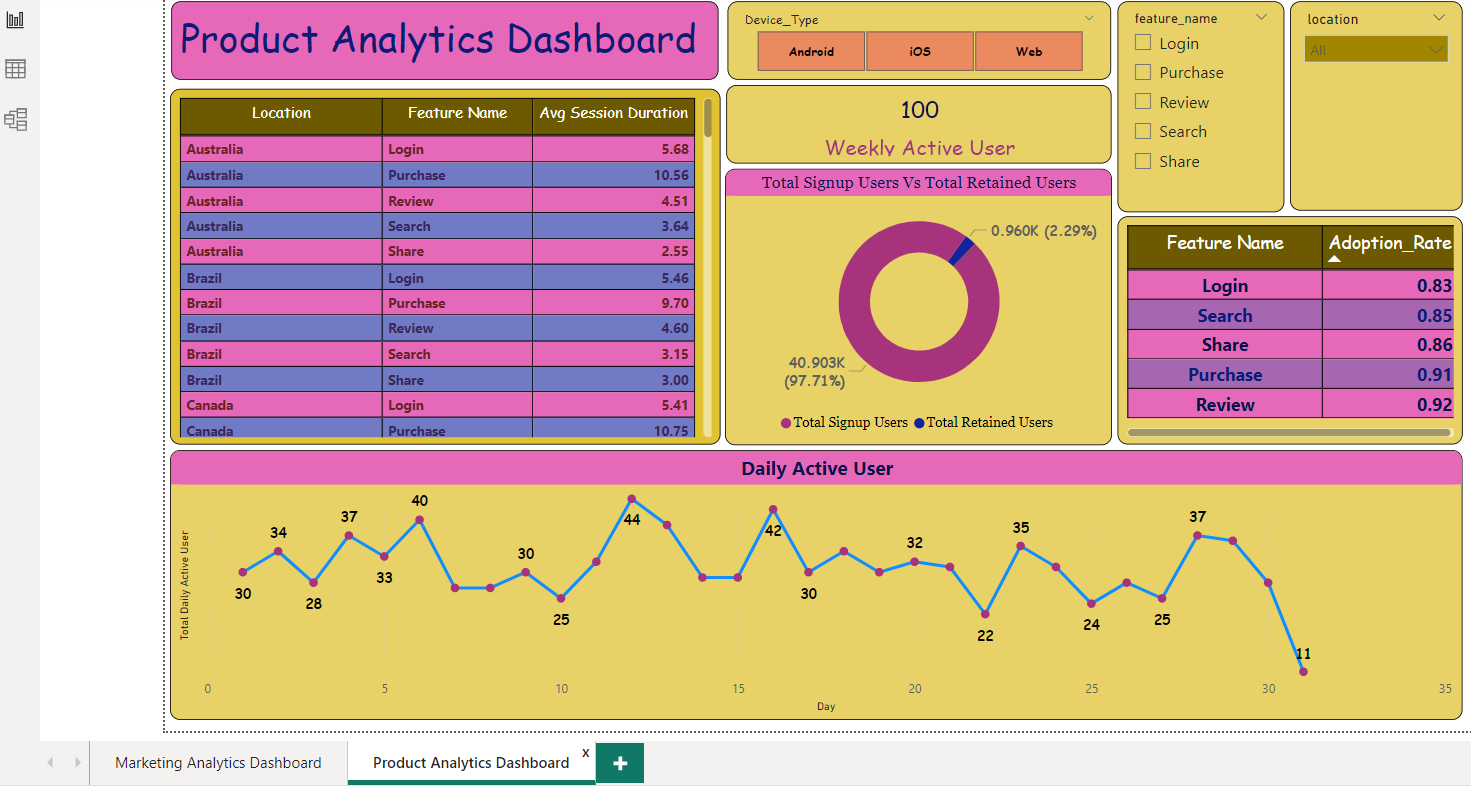 Product Analytics Dashboard
Device_Type
Android iOS Web
feature_name
Login
Purchase
Review
Search
Share
location
All
Location Feature Name Avg Session Duration
Australia Login 5.68
Australia Purchase 10.56
Australia Review 4.51
Australia Search 3.64
Australia Share 2.55
Brazil Login 5.46
Brazil Purchase 9.70
Brazil Review 4.60
Brazil Search 3.15
Brazil Share 3.00
Canada Login 5.41
Canada Purchase 10.75
100
Weekly Active User
Total Signup Users Vs Total Retained Users
0.960K (2.29%)
40.903K
(97.71%)
Total Signup Users Total Retained Users
Feature Name Adoption_Rate
Login 0.83
Search 0.85
Share 0.86
Purchase 0.91
Review 0.92
Daily Active User
Total Daily Active User
30 34 28 37 33 40 30 25 44 42 30 32 22 35 24 25 37 11
0 5 10 15 20 25 30 35
Day
Marketing Analytics Dashboard Product Analytics Dashboard x +